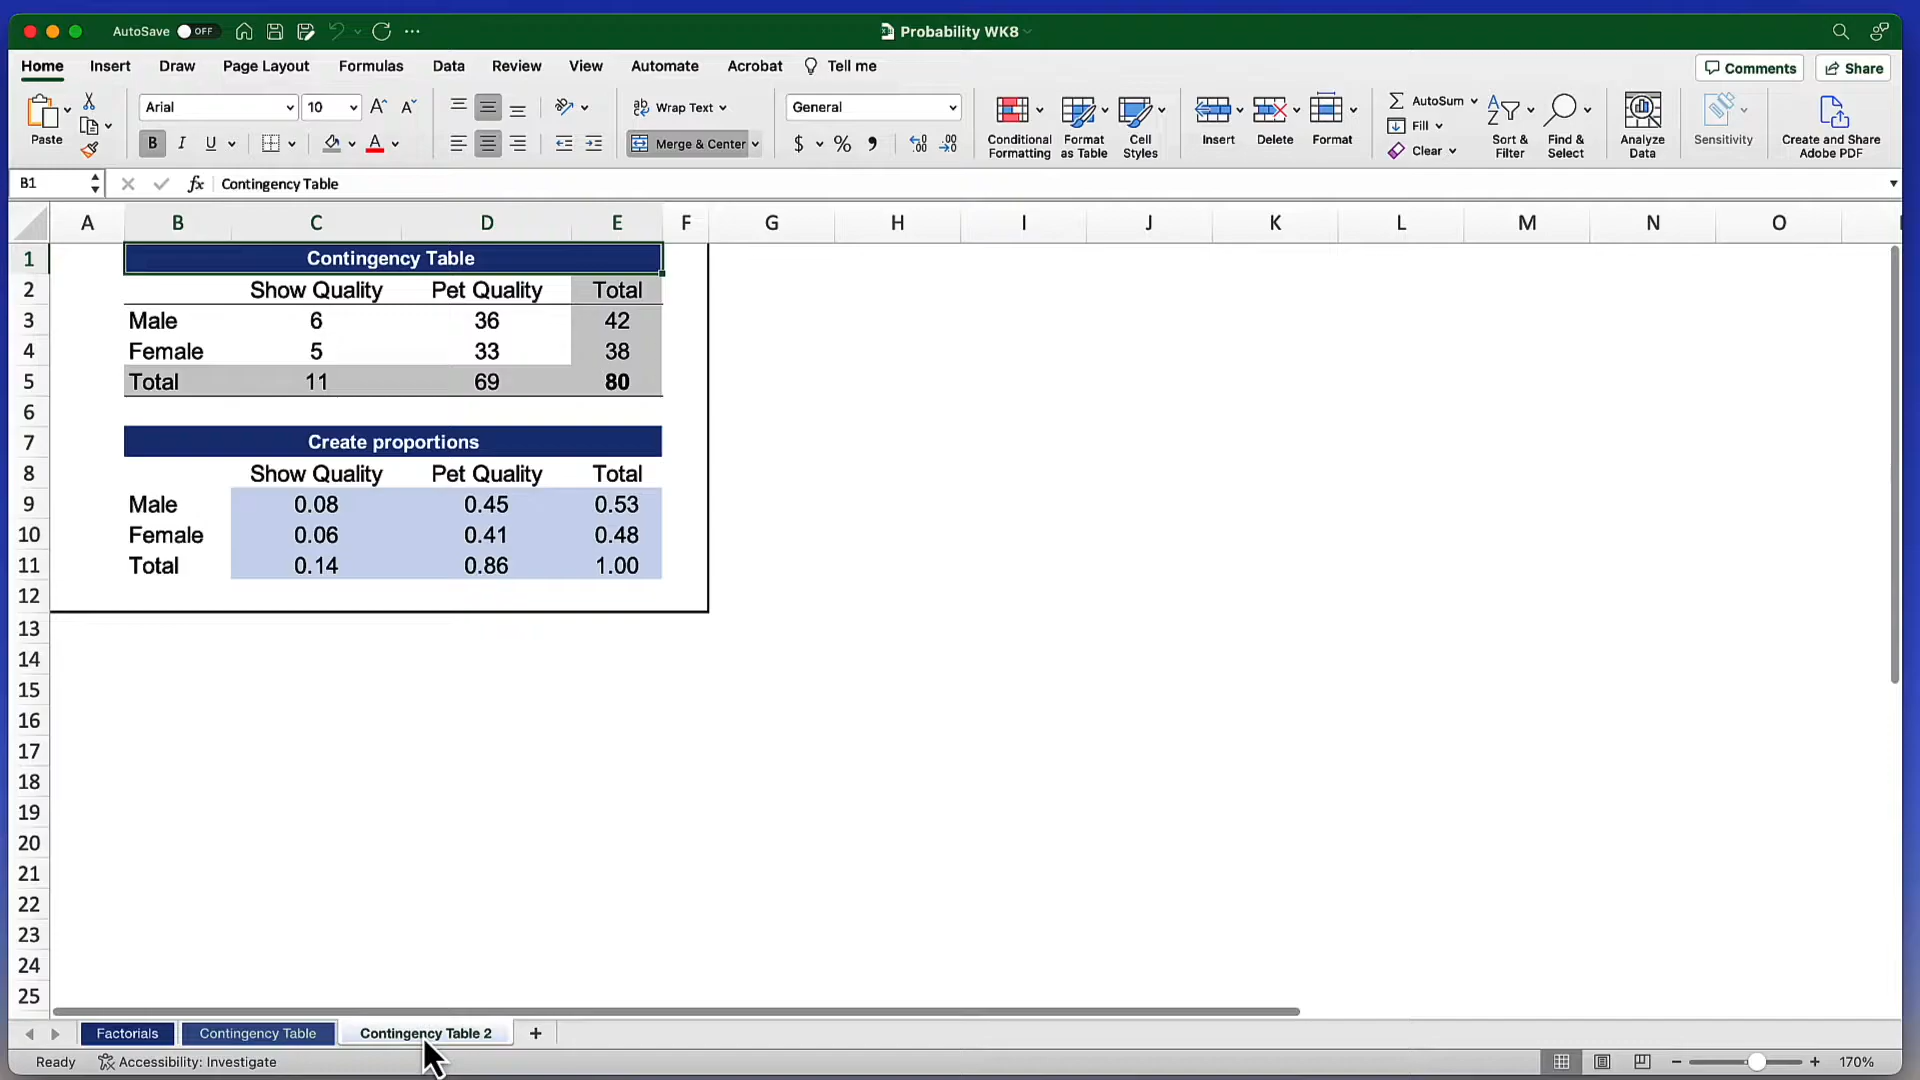 AutoSave OFF Probability WK8
Home Insert Draw Page Layout Formulas Data Review View Automate Acrobat Tell me Comments Share
Paste Arial 10 Wrap Text General AutoSum
B I U Merge & Center $ % Fill
Conditional Formatting Format as Table Cell Styles Insert Delete Format Clear Sort & Filter Find & Select Analyze Data Sensitivity Create and Share Adobe PDF
B1 fx Contingency Table
A B C D E F G H I J K L M N O
1 Contingency Table
2 Show Quality Pet Quality Total
3 Male 6 36 42
4 Female 5 33 38
5 Total 11 69 80
6
7 Create proportions
8 Show Quality Pet Quality Total
9 Male 0.08 0.45 0.53
10 Female 0.06 0.41 0.48
11 Total 0.14 0.86 1.00
12
13
14
15
16
17
18
19
20
21
22
23
24
25
Factorials Contingency Table Contingency Table 2 +
Ready Accessibility: Investigate 170%